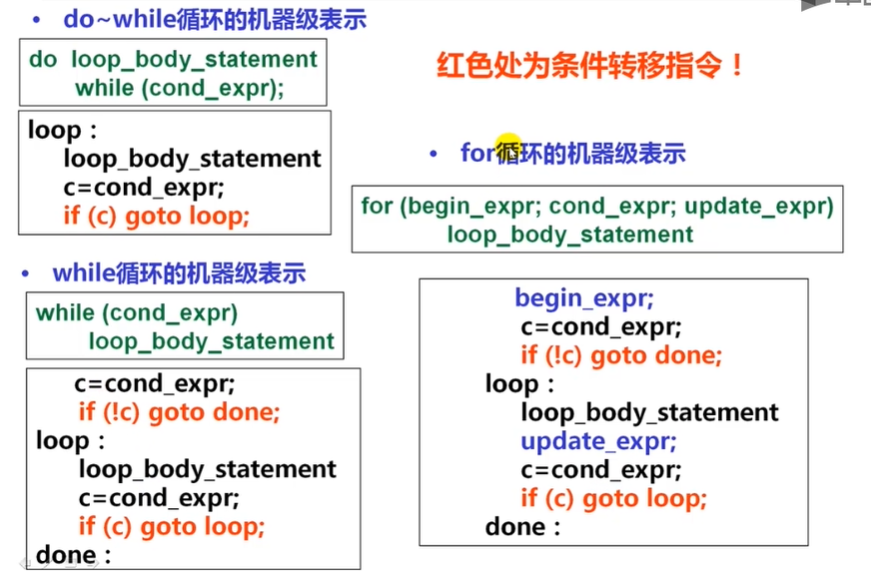 do~while循环的机器级表示
do loop_body_statement
while (cond_expr);
loop：
loop_body_statement
c=cond_expr;
if (c) goto loop;
while循环的机器级表示
while (cond_expr)
loop_body_statement
c=cond_expr;
if (!c) goto done;
loop：
loop_body_statement
c=cond_expr;
if (c) goto loop;
done：
红色处为条件转移指令！
for循环的机器级表示
for (begin_expr; cond_expr; update_expr)
loop_body_statement
begin_expr;
c=cond_expr;
if (!c) goto done;
loop：
loop_body_statement
update_expr;
c=cond_expr;
if (c) goto loop;
done：